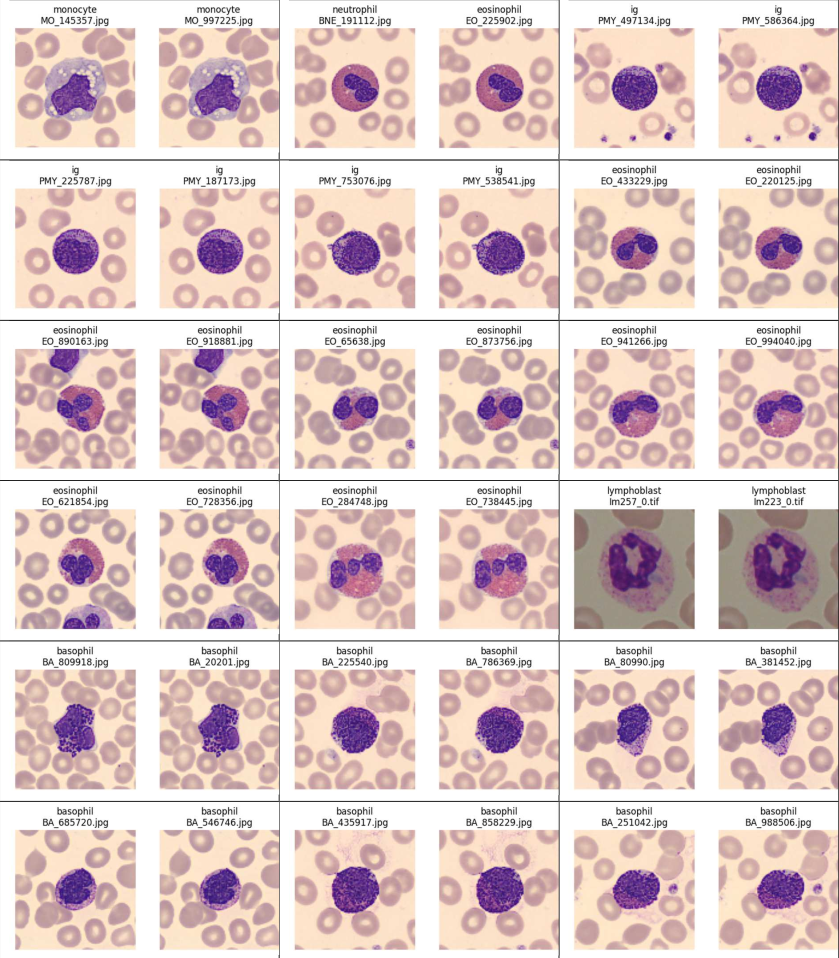 monocyte
MO_145357.jpg
monocyte
MO_997225.jpg
neutrophil
BNE_191112.jpg
eosinophil
EO_225902.jpg
ig
PMY_497134.jpg
ig
PMY_586364.jpg
ig
PMY_225787.jpg
ig
PMY_187173.jpg
ig
PMY_753076.jpg
ig
PMY_538541.jpg
eosinophil
EO_433229.jpg
eosinophil
EO_220125.jpg
eosinophil
EO_890163.jpg
eosinophil
EO_918881.jpg
eosinophil
EO_65638.jpg
eosinophil
EO_873756.jpg
eosinophil
EO_941266.jpg
eosinophil
EO_994040.jpg
eosinophil
EO_621854.jpg
eosinophil
EO_728356.jpg
eosinophil
EO_284748.jpg
eosinophil
EO_738445.jpg
lymphoblast
Im257_0.tif
lymphoblast
Im223_0.tif
basophil
BA_809918.jpg
basophil
BA_20201.jpg
basophil
BA_225540.jpg
basophil
BA_786369.jpg
basophil
BA_80990.jpg
basophil
BA_381452.jpg
basophil
BA_685720.jpg
basophil
BA_546746.jpg
basophil
BA_435917.jpg
basophil
BA_858229.jpg
basophil
BA_251042.jpg
basophil
BA_988506.jpg